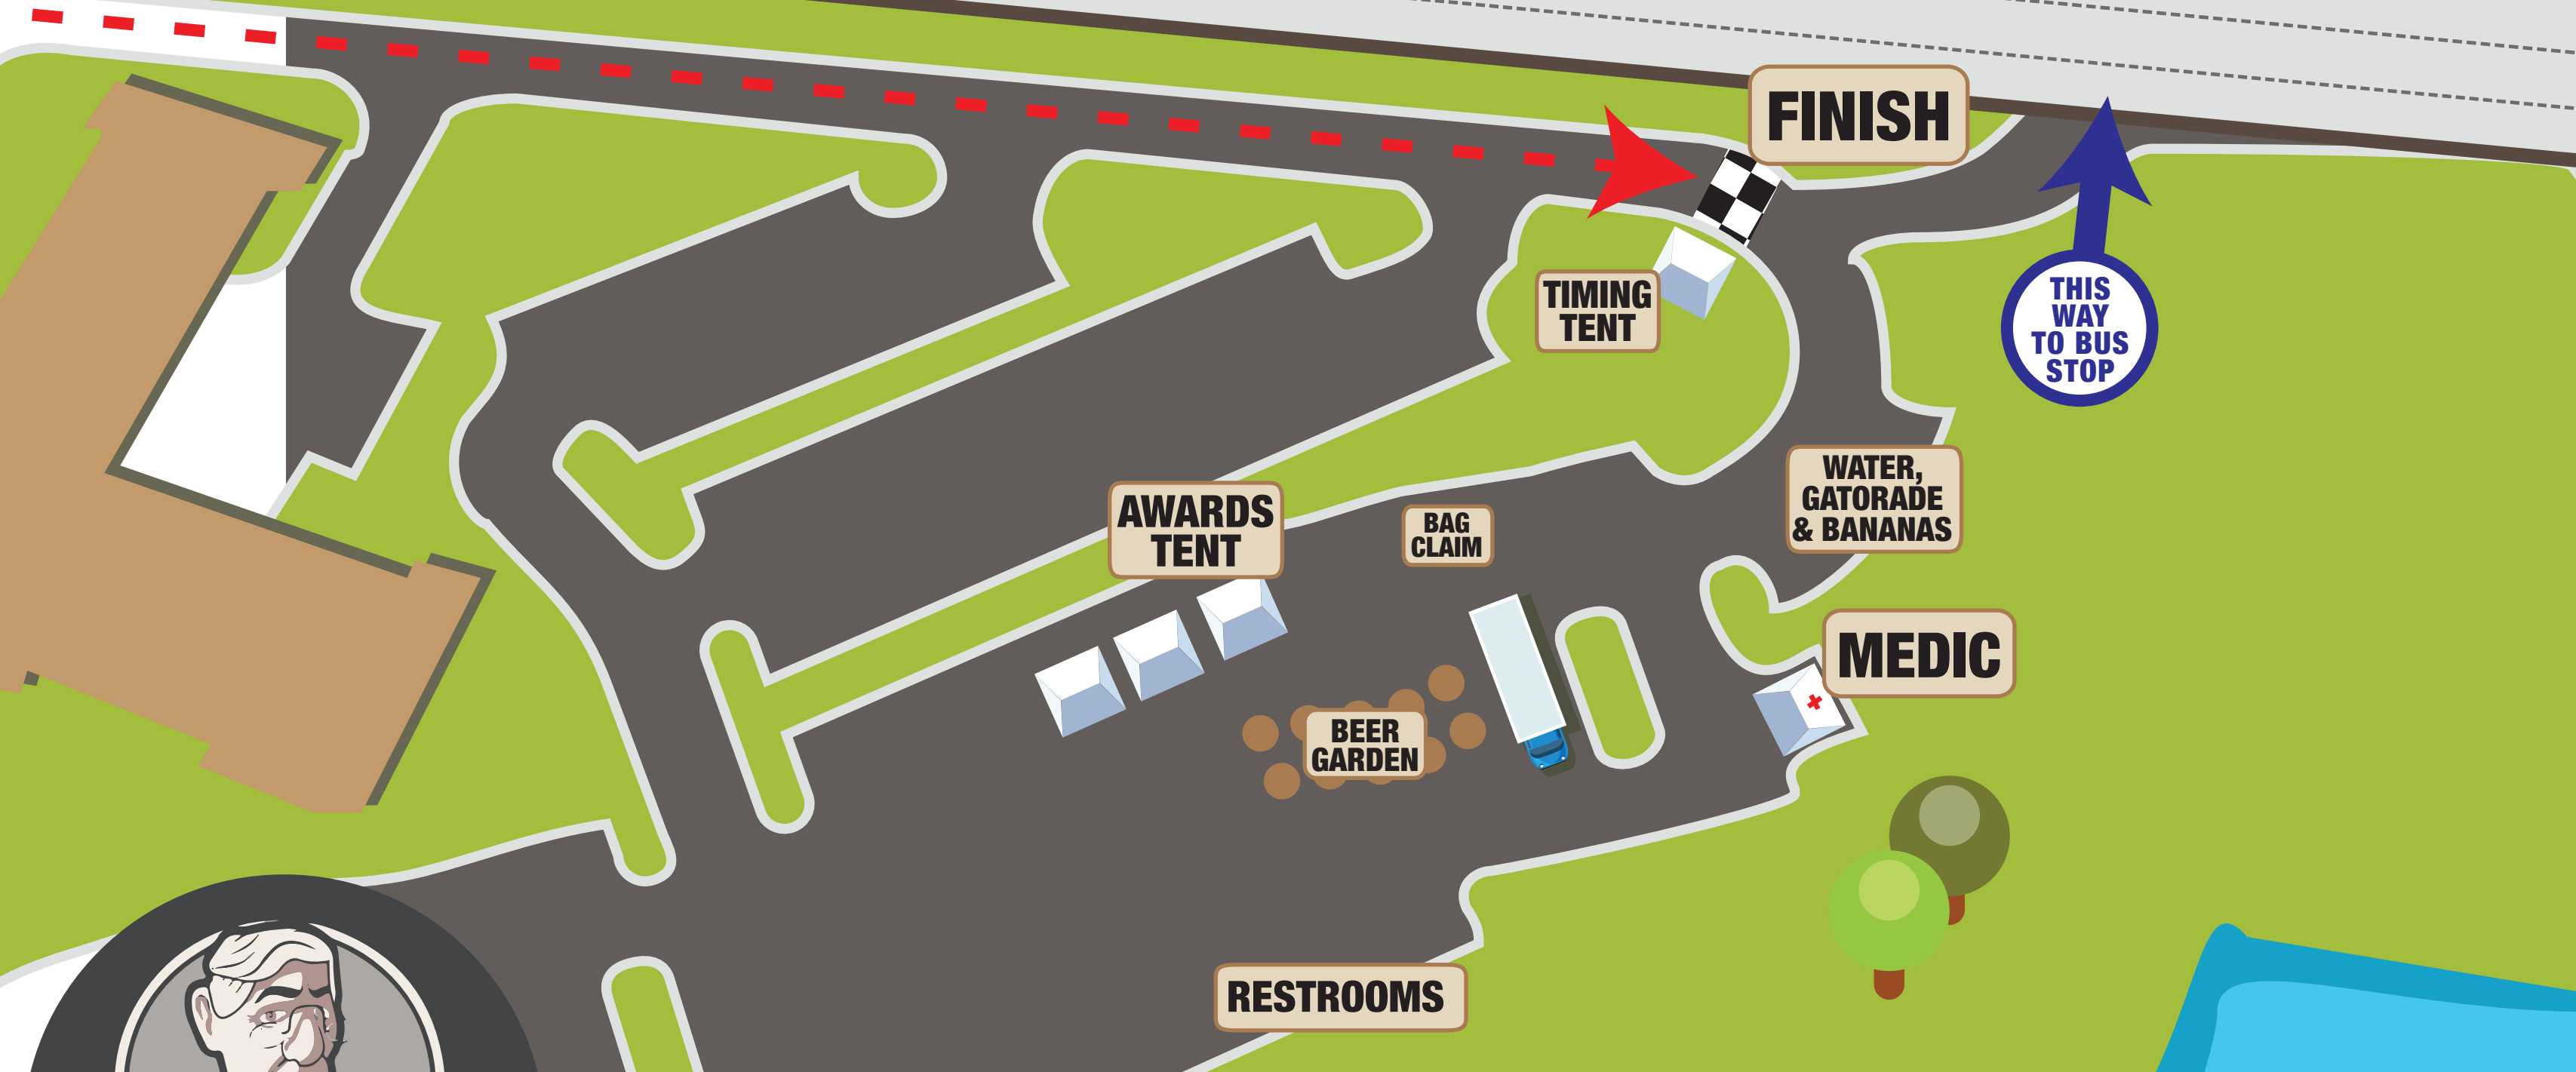 FINISH
TIMING
TENT
THIS
WAY
TO BUS
STOP
WATER,
GATORADE
& BANANAS
AWARDS
TENT
BAG
CLAIM
MEDIC
BEER
GARDEN
RESTROOMS